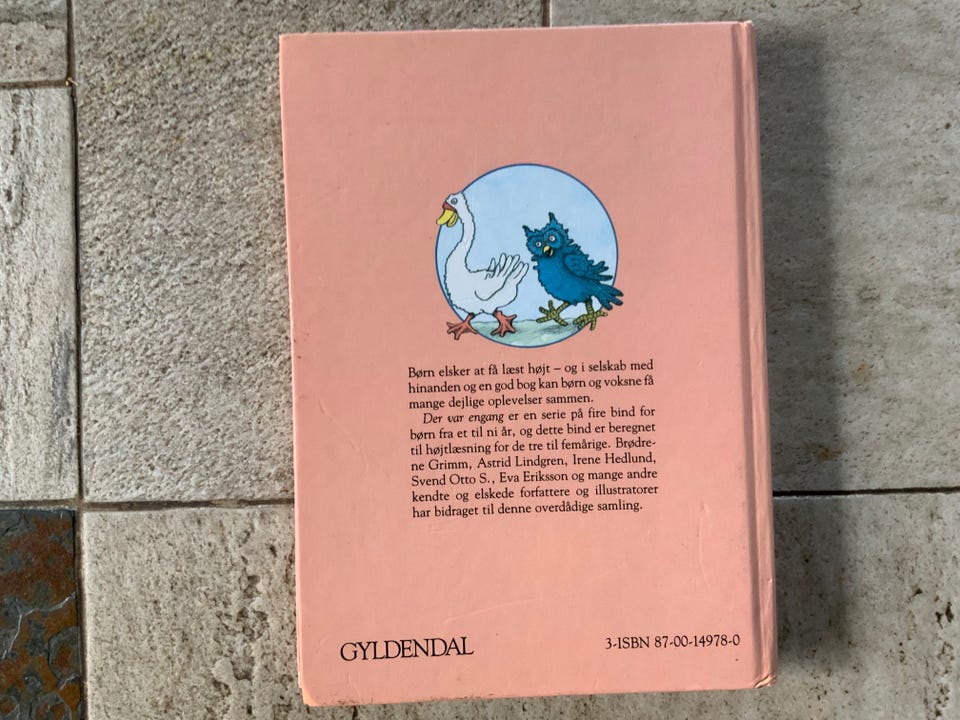 Børn elsker at få læst højt – og i selskab med
hinanden og en god bog kan børn og voksne få
mange dejlige oplevelser sammen.
Der var engang er en serie på fire bind for
børn fra et til ni år, og dette bind er beregnet
til højtlæsning for de tre til femårige. Brødre-
ne Grimm, Astrid Lindgren, Irene Hedlund,
Svend Otto S., Eva Eriksson og mange andre
kendte og elskede forfattere og illustratorer
har bidraget til denne overdådige samling.
GYLDENDAL
3-ISBN 87-00-14978-0